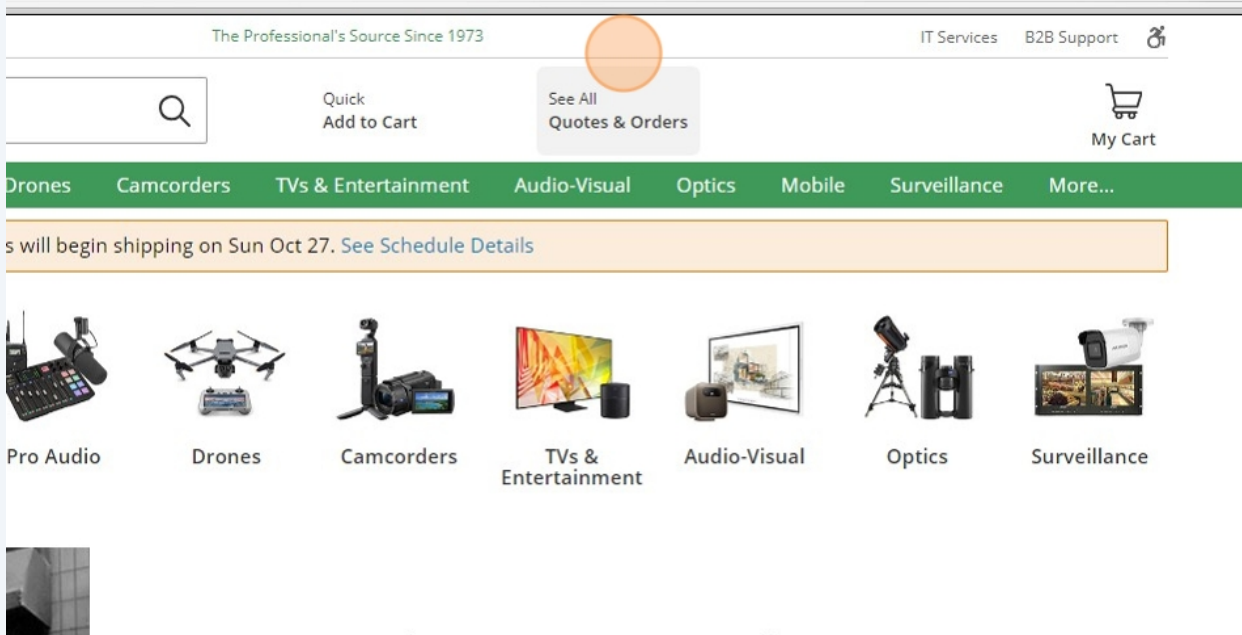 The Professional's Source Since 1973
IT Services
B2B Support
Quick
Add to Cart
See All
Quotes & Orders
My Cart
Drones
Camcorders
TVs & Entertainment
Audio-Visual
Optics
Mobile
Surveillance
More...
s will begin shipping on Sun Oct 27. See Schedule Details
Pro Audio
Drones
Camcorders
TVs &
Entertainment
Audio-Visual
Optics
Surveillance